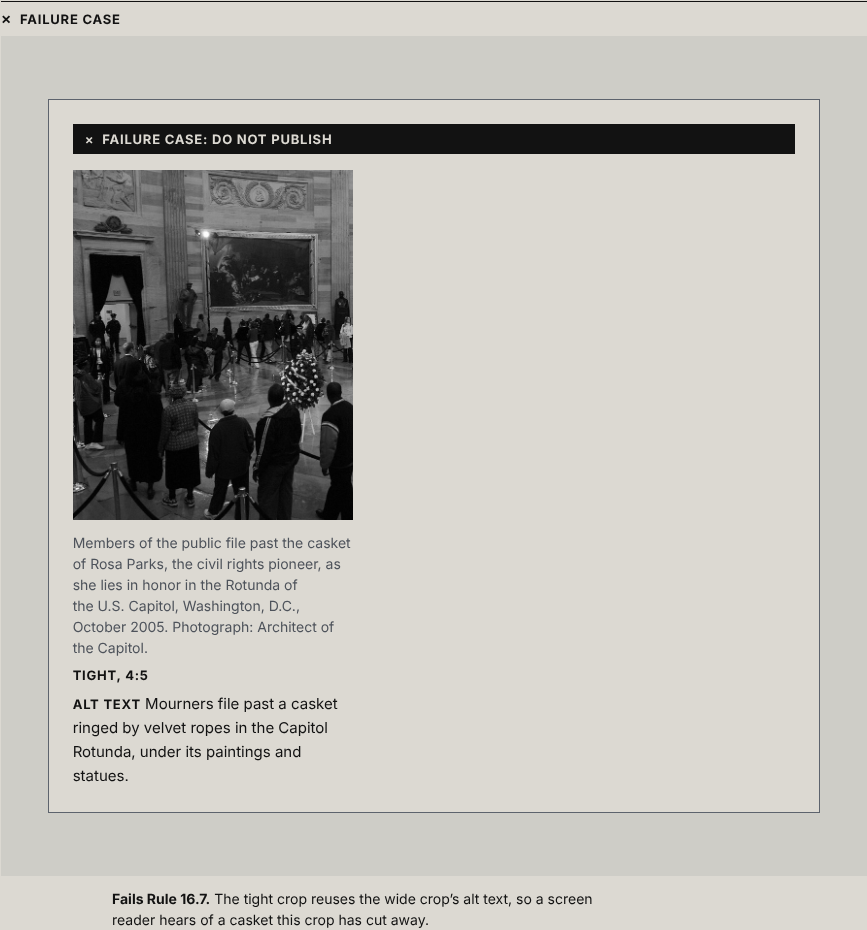 × FAILURE CASE
× FAILURE CASE: DO NOT PUBLISH
Members of the public file past the casket
of Rosa Parks, the civil rights pioneer, as
she lies in honor in the Rotunda of
the U.S. Capitol, Washington, D.C.,
October 2005. Photograph: Architect of
the Capitol.
TIGHT, 4:5
ALT TEXT Mourners file past a casket
ringed by velvet ropes in the Capitol
Rotunda, under its paintings and
statues.
Fails Rule 16.7. The tight crop reuses the wide crop’s alt text, so a screen
reader hears of a casket this crop has cut away.